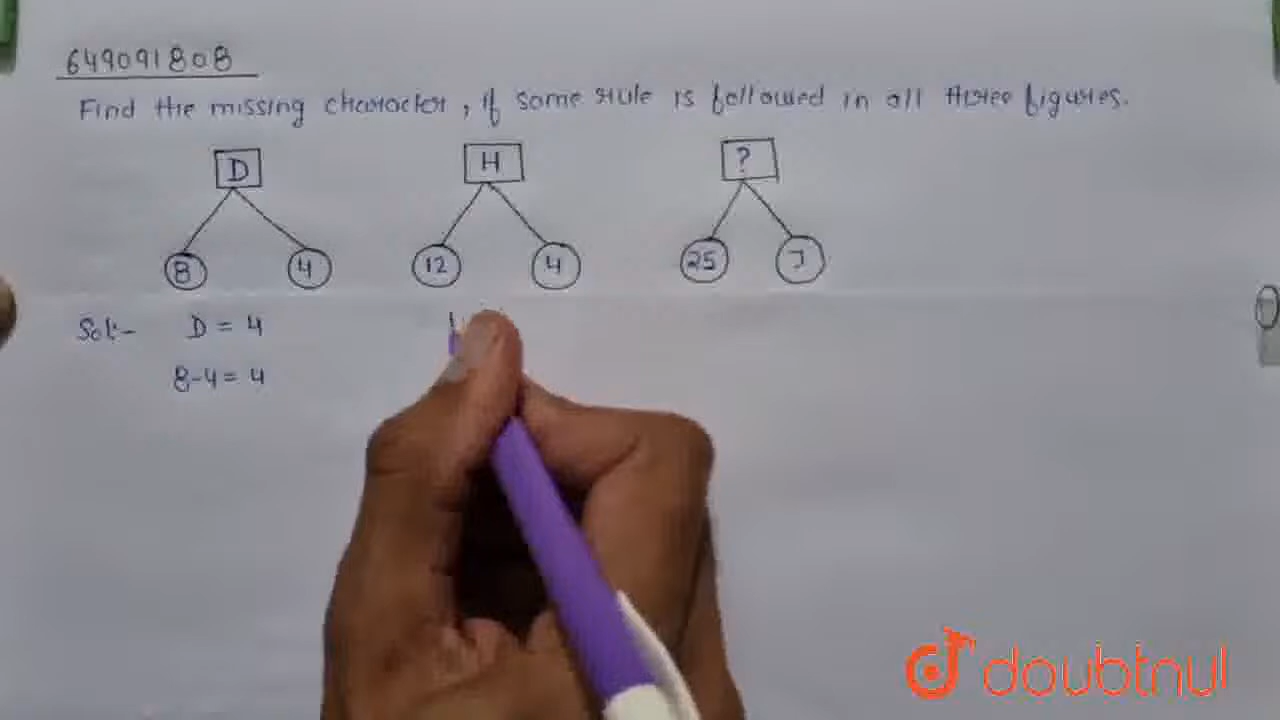 649091808
Find the missing character, if same rule is followed in all three figures.
D H ?
8 4 12 4 25 7
Sol:- D = 4
8-4 = 4
doubtnut